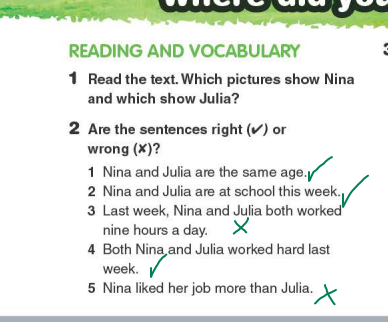 READING AND VOCABULARY
1 Read the text. Which pictures show Nina
and which show Julia?
2 Are the sentences right (✔) or
wrong (✘)?
1 Nina and Julia are the same age. ✓
2 Nina and Julia are at school this week. ✓
3 Last week, Nina and Julia both worked
nine hours a day. ✗
4 Both Nina and Julia worked hard last
week. ✓
5 Nina liked her job more than Julia. ✗